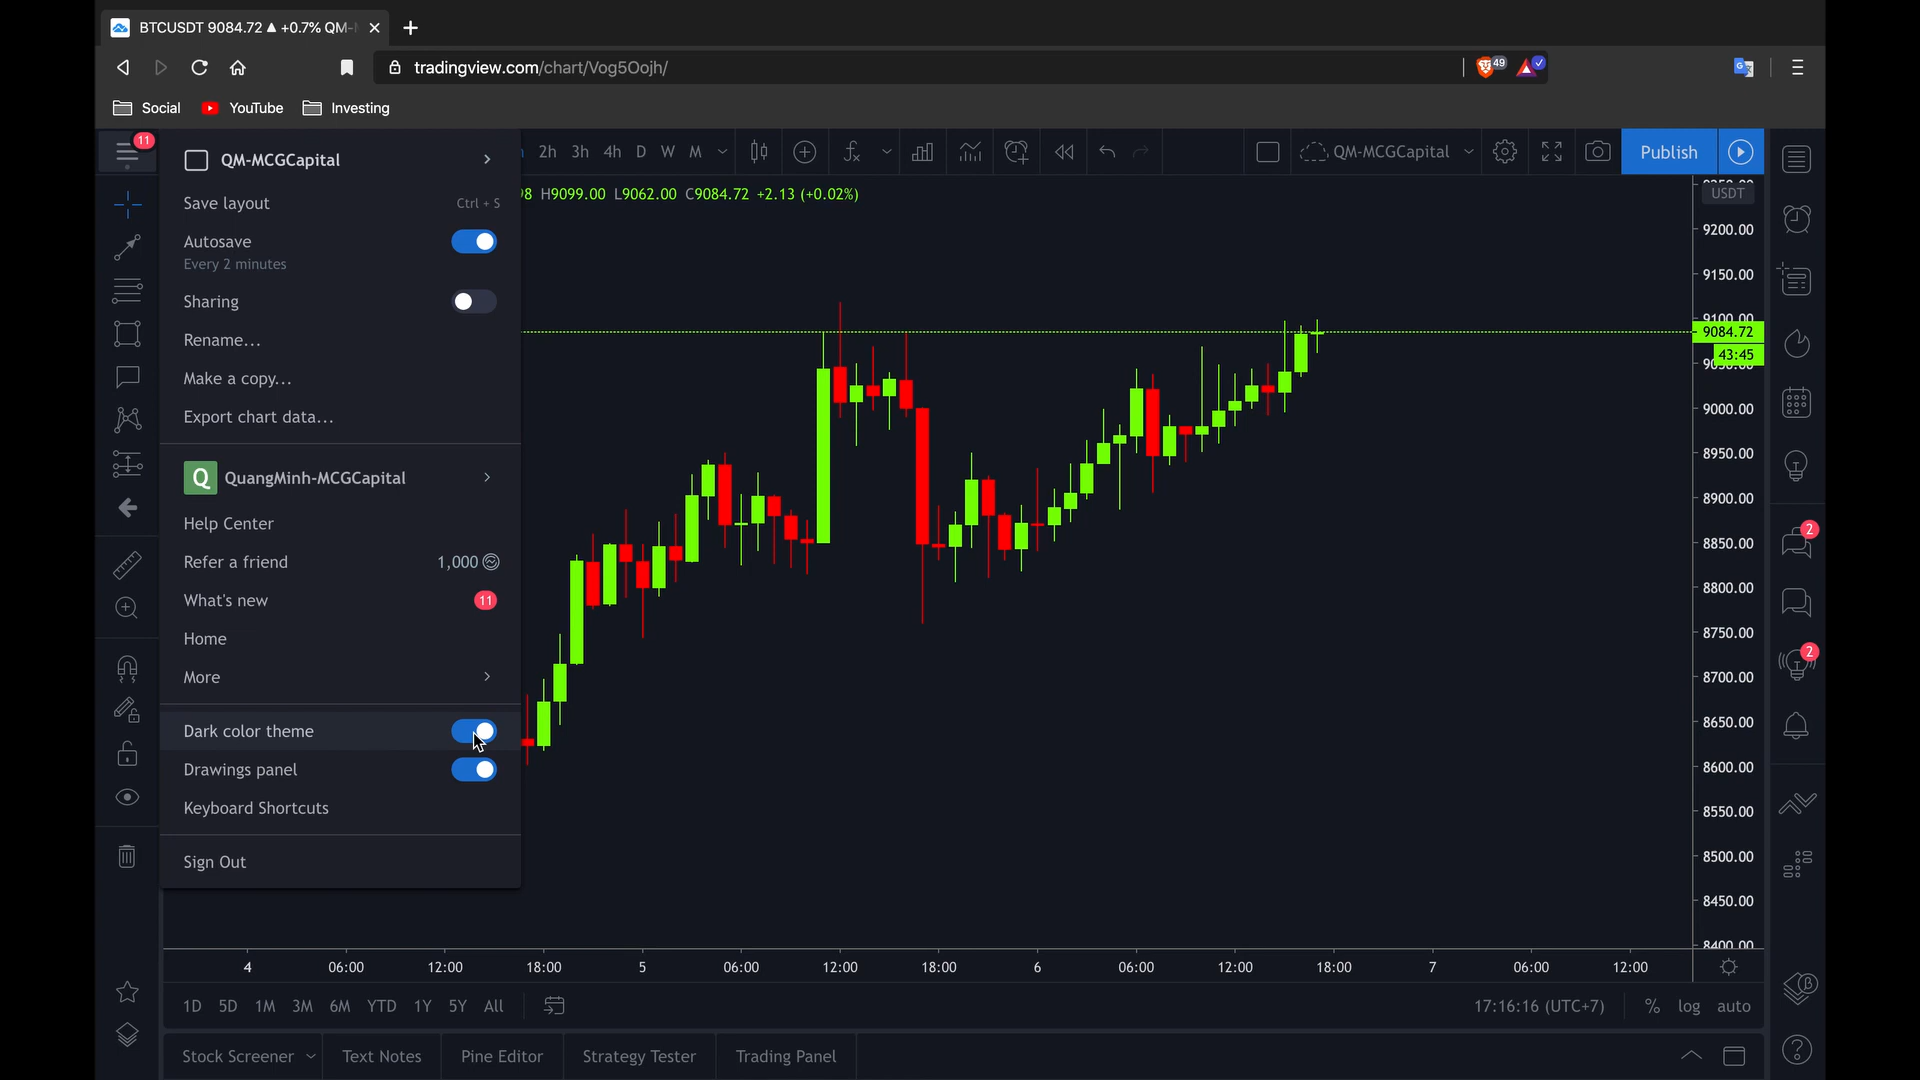 BTCUSDT 9084.72 ▲ +0.7% QM-
tradingview.com/chart/Vog5Oojh/
49
Social
YouTube
Investing
11
QM-MCGCapital
2h 3h 4h D W M
QM-MCGCapital
Publish
H9099.00 L9062.00 C9084.72 +2.13 (+0.02%)
USDT
Save layout Ctrl + S
Autosave
Every 2 minutes
Sharing
Rename...
Make a copy...
Export chart data...
QuangMinh-MCGCapital
Q
Help Center
Refer a friend 1,000
What's new 11
Home
More
Dark color theme
Drawings panel
Keyboard Shortcuts
Sign Out
9200.00
9150.00
9100.00
9084.72
43:45
9000.00
8950.00
8900.00
8850.00
8800.00
8750.00
8700.00
8650.00
8600.00
8550.00
8500.00
8450.00
8400.00
2
2
4 06:00 12:00 18:00 5 06:00 12:00 18:00 6 06:00 12:00 18:00 7 06:00 12:00
1D 5D 1M 3M 6M YTD 1Y 5Y All
17:16:16 (UTC+7) % log auto
Stock Screener Text Notes Pine Editor Strategy Tester Trading Panel